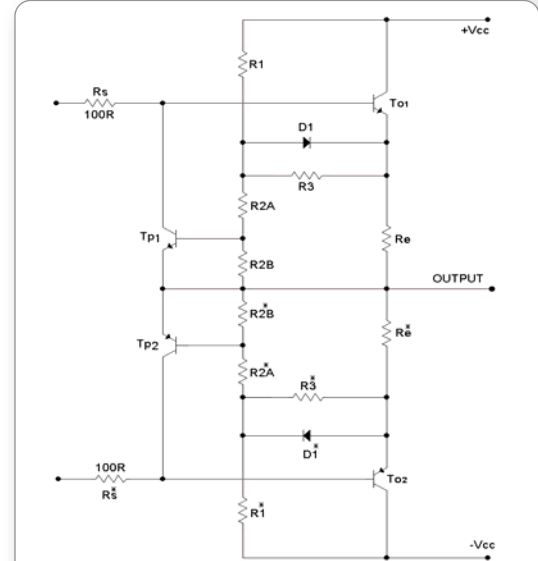 +Vcc
R1
Rs
100R
To1
D1
R3
R2A
Tp1
Re
R2B
OUTPUT
R2B*
Re*
Tp2
R2A*
R3*
D1*
100R
Rs*
To2
R1*
-Vcc